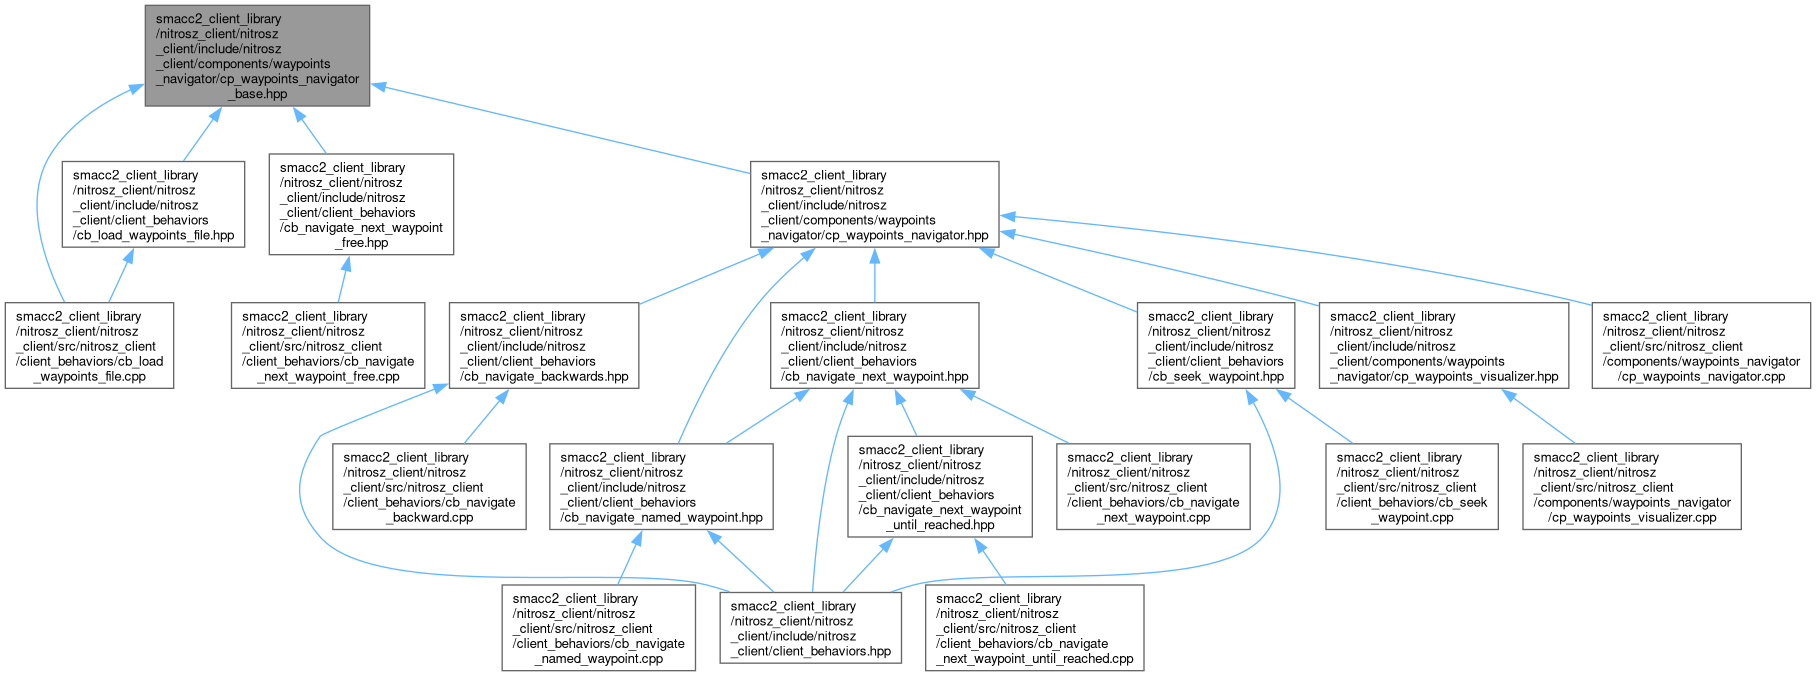 smacc2_client_library
/nitrosz_client/nitrosz
_client/include/nitrosz
_client/components/waypoints
_navigator/cp_waypoints_navigator
_base.hpp
smacc2_client_library
/nitrosz_client/nitrosz
_client/include/nitrosz
_client/client_behaviors
/cb_load_waypoints_file.hpp
smacc2_client_library
/nitrosz_client/nitrosz
_client/include/nitrosz
_client/client_behaviors
/cb_navigate_next_waypoint
_free.hpp
smacc2_client_library
/nitrosz_client/nitrosz
_client/include/nitrosz
_client/components/waypoints
_navigator/cp_waypoints_navigator.hpp
smacc2_client_library
/nitrosz_client/nitrosz
_client/src/nitrosz_client
/client_behaviors/cb_load
_waypoints_file.cpp
smacc2_client_library
/nitrosz_client/nitrosz
_client/src/nitrosz_client
/client_behaviors/cb_navigate
_next_waypoint_free.cpp
smacc2_client_library
/nitrosz_client/nitrosz
_client/include/nitrosz
_client/client_behaviors
/cb_navigate_backwards.hpp
smacc2_client_library
/nitrosz_client/nitrosz
_client/include/nitrosz
_client/client_behaviors
/cb_navigate_next_waypoint.hpp
smacc2_client_library
/nitrosz_client/nitrosz
_client/include/nitrosz
_client/client_behaviors
/cb_seek_waypoint.hpp
smacc2_client_library
/nitrosz_client/nitrosz
_client/include/nitrosz
_client/components/waypoints
_navigator/cp_waypoints_visualizer.hpp
smacc2_client_library
/nitrosz_client/nitrosz
_client/src/nitrosz_client
/components/waypoints_navigator
/cp_waypoints_navigator.cpp
smacc2_client_library
/nitrosz_client/nitrosz
_client/src/nitrosz_client
/client_behaviors/cb_navigate
_backward.cpp
smacc2_client_library
/nitrosz_client/nitrosz
_client/include/nitrosz
_client/client_behaviors
/cb_navigate_named_waypoint.hpp
smacc2_client_library
/nitrosz_client/nitrosz
_client/include/nitrosz
_client/client_behaviors
/cb_navigate_next_waypoint
_until_reached.hpp
smacc2_client_library
/nitrosz_client/nitrosz
_client/src/nitrosz_client
/client_behaviors/cb_navigate
_next_waypoint.cpp
smacc2_client_library
/nitrosz_client/nitrosz
_client/src/nitrosz_client
/client_behaviors/cb_seek
_waypoint.cpp
smacc2_client_library
/nitrosz_client/nitrosz
_client/src/nitrosz_client
/components/waypoints_navigator
/cp_waypoints_visualizer.cpp
smacc2_client_library
/nitrosz_client/nitrosz
_client/src/nitrosz_client
/client_behaviors/cb_navigate
_named_waypoint.cpp
smacc2_client_library
/nitrosz_client/nitrosz
_client/include/nitrosz
_client/client_behaviors.hpp
smacc2_client_library
/nitrosz_client/nitrosz
_client/src/nitrosz_client
/client_behaviors/cb_navigate
_next_waypoint_until_reached.cpp